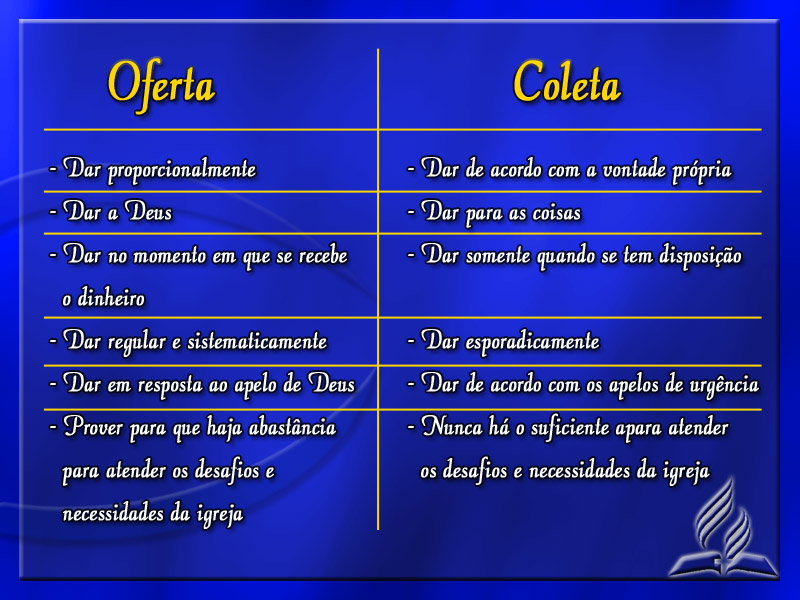 Oferta
Coleta
- Dar proporcionalmente
- Dar de acordo com a vontade própria
- Dar a Deus
- Dar para as coisas
- Dar no momento em que se recebe
o dinheiro
- Dar somente quando se tem disposição
- Dar regular e sistematicamente
- Dar esporadicamente
- Dar em resposta ao apelo de Deus
- Dar de acordo com os apelos de urgência
- Prover para que haja abastância
para atender os desafios e
necessidades da igreja
- Nunca há o suficiente apara atender
os desafios e necessidades da igreja